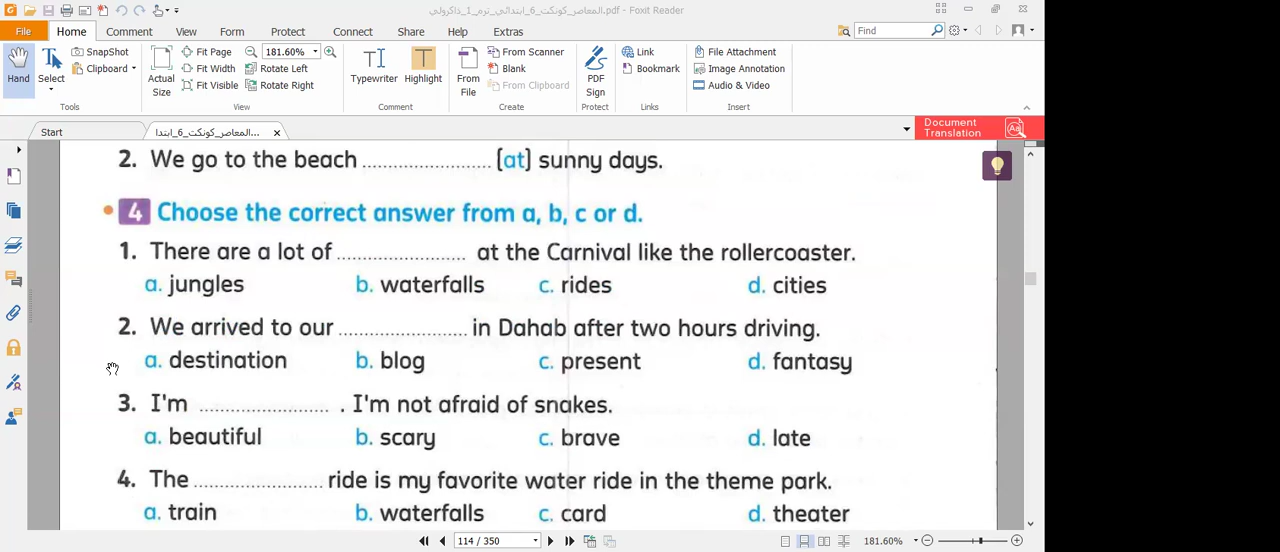 المعاصر_كونكت_6_ابتدائي_ترم_1_ذاكرولي.pdf - Foxit Reader
File Home Comment View Form Protect Connect Share Help Extras Find
Hand
Select
SnapShot
Clipboard
Tools
Actual Size
Fit Page
Fit Width
Fit Visible
181.60%
Rotate Left
Rotate Right
View
Typewriter
Highlight
Comment
From File
From Scanner
Blank
From Clipboard
Create
PDF Sign
Protect
Link
Bookmark
Links
File Attachment
Image Annotation
Audio & Video
Insert
Start
المعاصر_كونكت_6_ابتدا...
Document Translation
2. We go to the beach ........................ (at) sunny days.
4 Choose the correct answer from a, b, c or d.
1. There are a lot of ........................ at the Carnival like the rollercoaster.
a. jungles b. waterfalls c. rides d. cities
2. We arrived to our ........................ in Dahab after two hours driving.
a. destination b. blog c. present d. fantasy
3. I'm ........................ . I'm not afraid of snakes.
a. beautiful b. scary c. brave d. late
4. The ........................ ride is my favorite water ride in the theme park.
a. train b. waterfalls c. card d. theater
114 / 350
181.60%